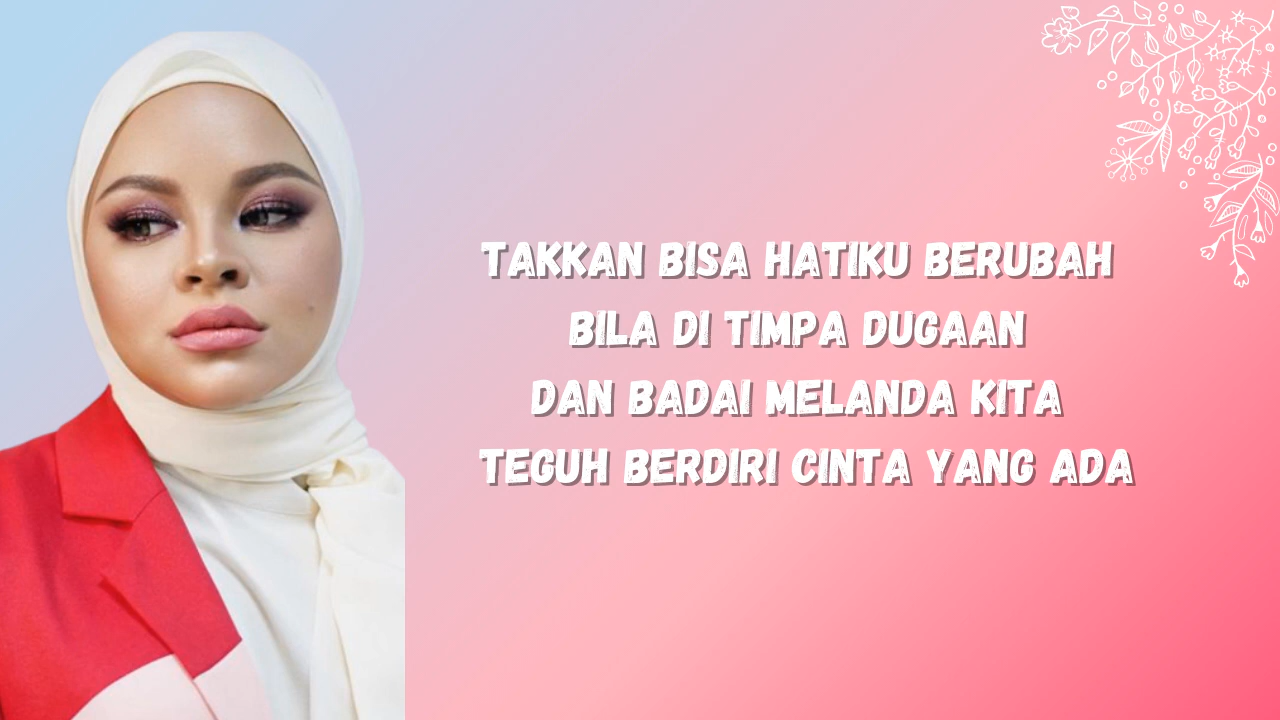 TAKKAN BISA HATIKU BERUBAH
BILA DI TIMPA DUGAAN
DAN BADAI MELANDA KITA
TEGUH BERDIRI CINTA YANG ADA